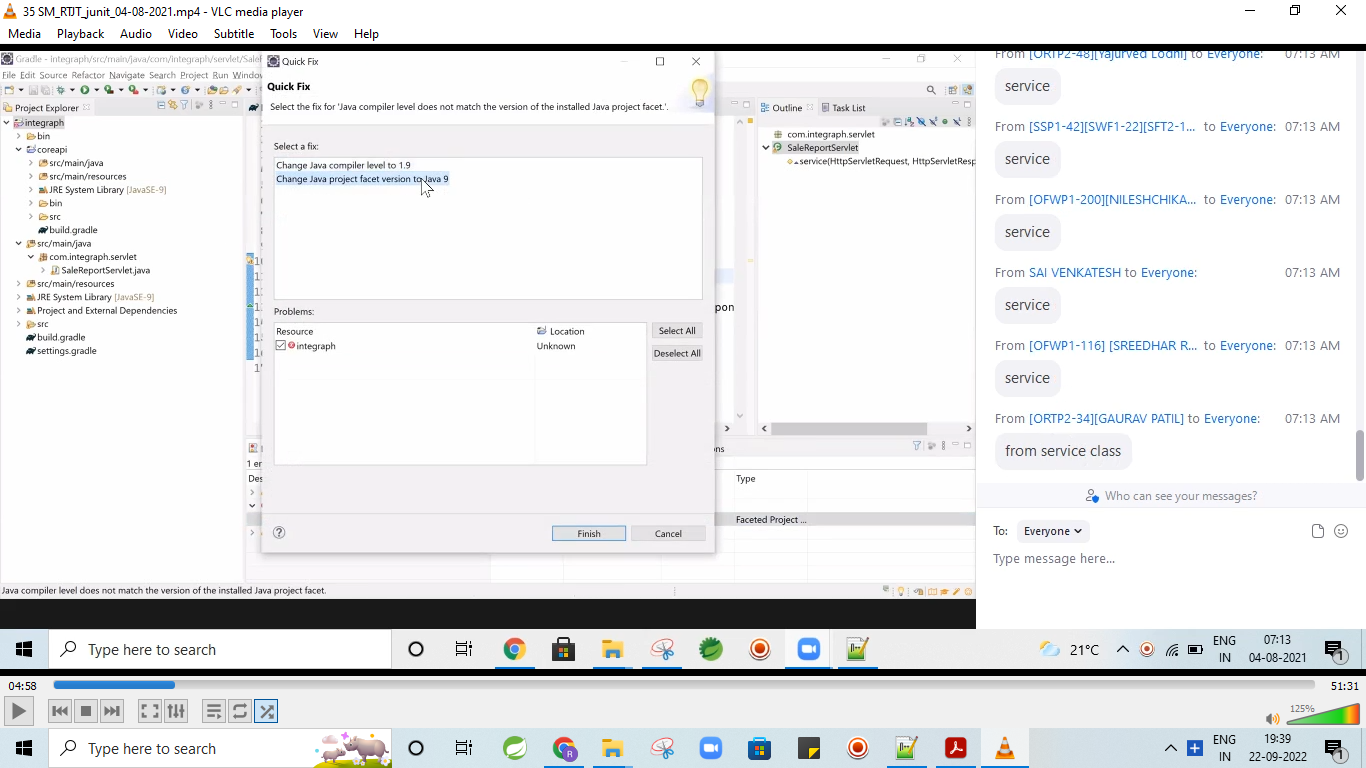 35 SM_RTJT_junit_04-08-2021.mp4 - VLC media player
Media Playback Audio Video Subtitle Tools View Help
Gradle - integraph/src/main/java/com/integraph/servlet/Sale
File Edit Source Refactor Navigate Search Project Run Window
Project Explorer
integraph
bin
coreapi
src/main/java
src/main/resources
JRE System Library [JavaSE-9]
bin
src
build.gradle
src/main/java
com.integraph.servlet
SaleReportServlet.java
src/main/resources
JRE System Library [JavaSE-9]
Project and External Dependencies
src
build.gradle
settings.gradle
Quick Fix
Quick Fix
Select the fix for 'Java compiler level does not match the version of the installed Java project facet.'.
Select a fix:
Change Java compiler level to 1.9
Change Java project facet version to Java 9
Problems:
Resource Location
integraph Unknown
Select All
Deselect All
Finish Cancel
pon
ons
1 er
Des
Type
Faceted Project ...
Outline Task List
com.integraph.servlet
SaleReportServlet
service(HttpServletRequest, HttpServletResp
Java compiler level does not match the version of the installed Java project facet.
From [ORTP2-48][Yajurved Lodhi] to Everyone: 07:13 AM
service
From [SSP1-42][SWF1-22][SFT2-1... to Everyone: 07:13 AM
service
From [OFWP1-200][NILESHCHIKA... to Everyone: 07:13 AM
service
From SAI VENKATESH to Everyone: 07:13 AM
service
From [OFWP1-116] [SREEDHAR R... to Everyone: 07:13 AM
service
From [ORTP2-34][GAURAV PATIL] to Everyone: 07:13 AM
from service class
Who can see your messages?
To: Everyone
Type message here...
Type here to search
21°C
ENG
IN
07:13
04-08-2021
1
04:58 51:31
125%
Type here to search
ENG
IN
19:39
22-09-2022
1